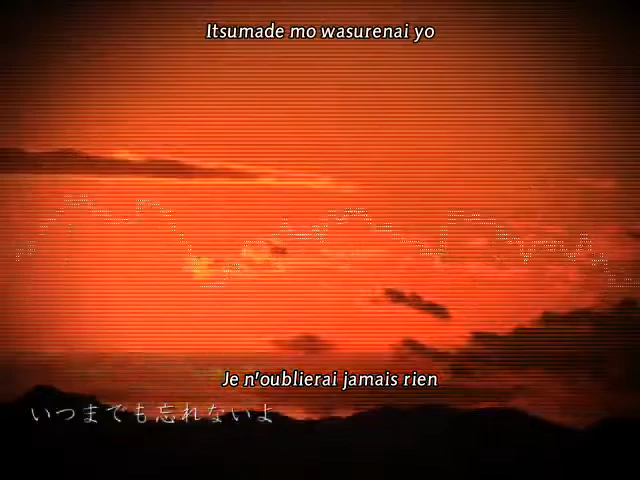 Itsumade mo wasurenai yo
Je n'oublierai jamais rien
いつまでも忘れないよ